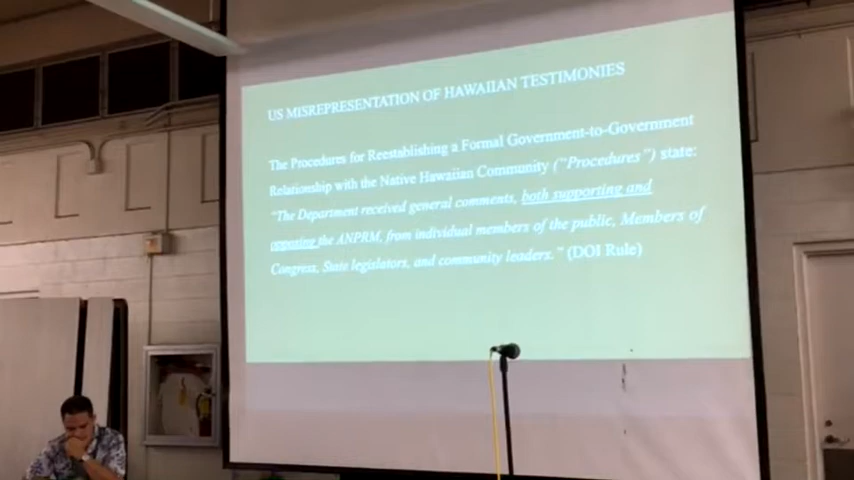 US MISREPRESENTATION OF HAWAIIAN TESTIMONIES
The Procedures for Reestablishing a Formal Government-to-Government
Relationship with the Native Hawaiian Community ("Procedures") state:
"The Department received general comments, both supporting and
opposing the ANPRM, from individual members of the public, Members of
Congress, State legislators, and community leaders." (DOI Rule)